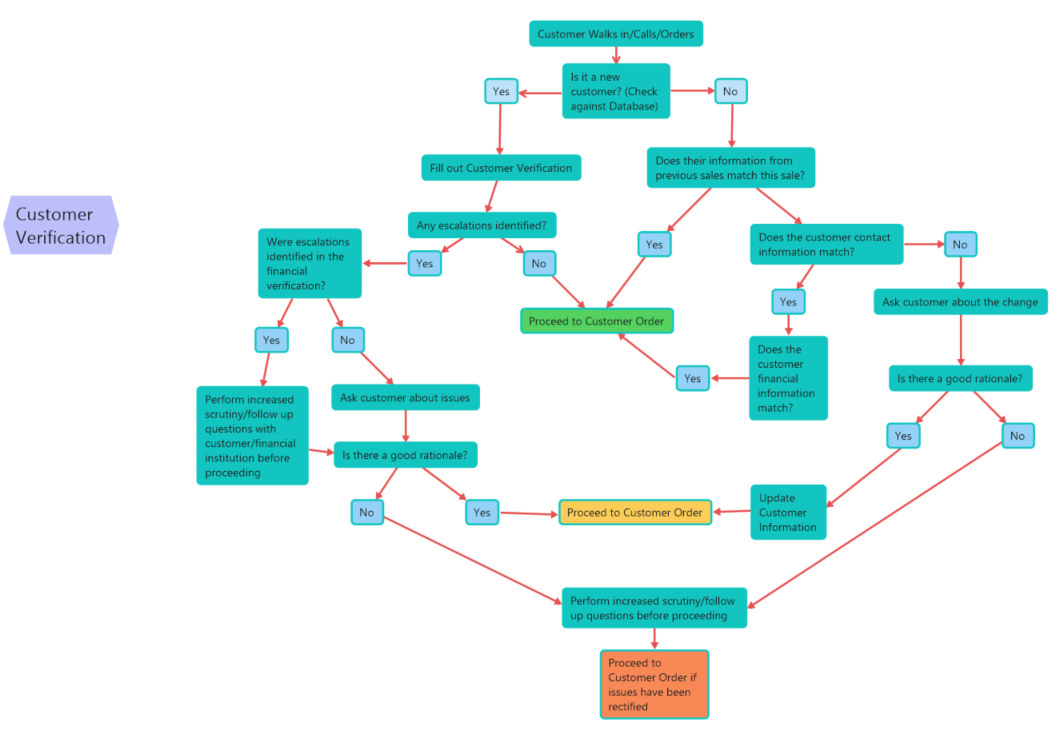 Customer Walks in/Calls/Orders
Is it a new
customer? (Check
against Database)
Yes
No
Fill out Customer Verification
Does their information from
previous sales match this sale?
Customer
Verification
Any escalations identified?
Were escalations
identified in the
financial
verification?
Yes
No
Yes
Does the customer contact
information match?
No
Yes
Ask customer about the change
Proceed to Customer Order
Yes
No
Does the
customer
financial
information
match?
Yes
Is there a good rationale?
Perform increased
scrutiny/follow up
questions with
customer/financial
institution before
proceeding
Ask customer about issues
Is there a good rationale?
Yes
No
No
Yes
Proceed to Customer Order
Update
Customer
Information
Perform increased scrutiny/follow
up questions before proceeding
Proceed to
Customer Order if
issues have been
rectified